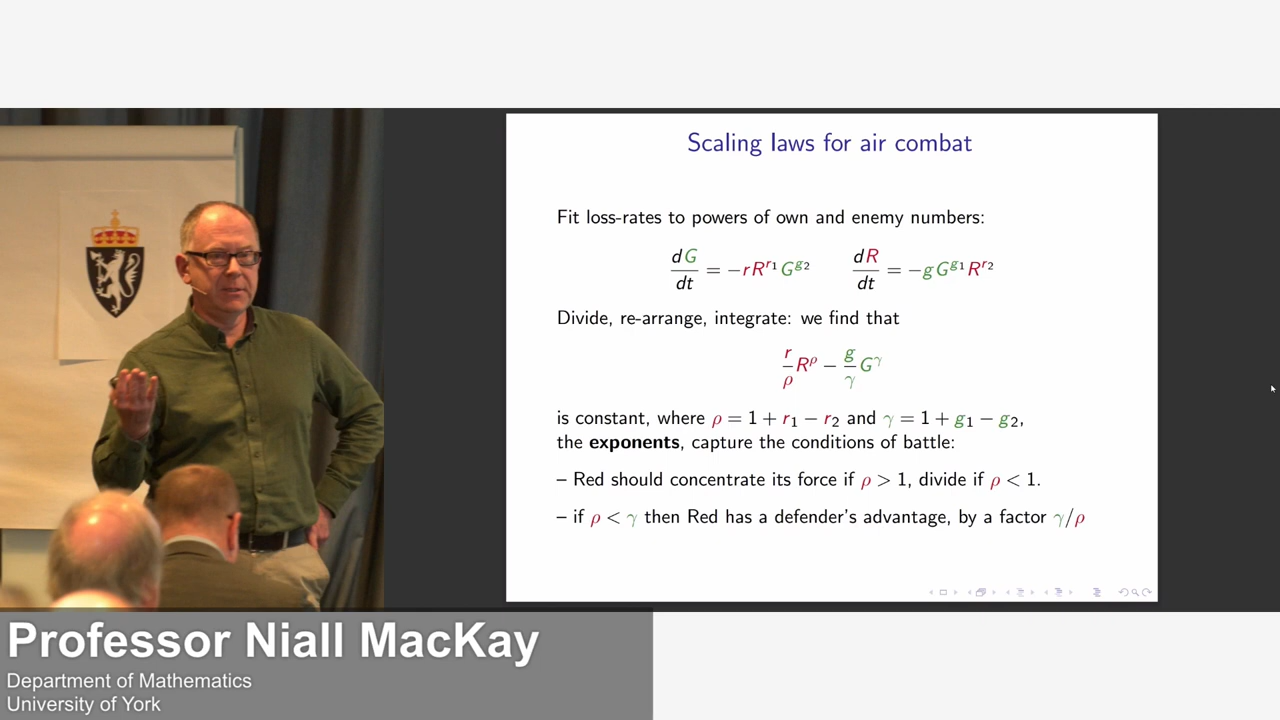 Scaling laws for air combat
Fit loss-rates to powers of own and enemy numbers:
dG/dt = −rR^{r₁}G^{g₂}    dR/dt = −gG^{g₁}R^{r₂}
Divide, re-arrange, integrate: we find that
r/ρ R^ρ − g/γ G^γ
is constant, where ρ = 1 + r₁ − r₂ and γ = 1 + g₁ − g₂,
the exponents, capture the conditions of battle:
– Red should concentrate its force if ρ > 1, divide if ρ < 1.
– if ρ < γ then Red has a defender's advantage, by a factor γ/ρ
Professor Niall MacKay
Department of Mathematics
University of York